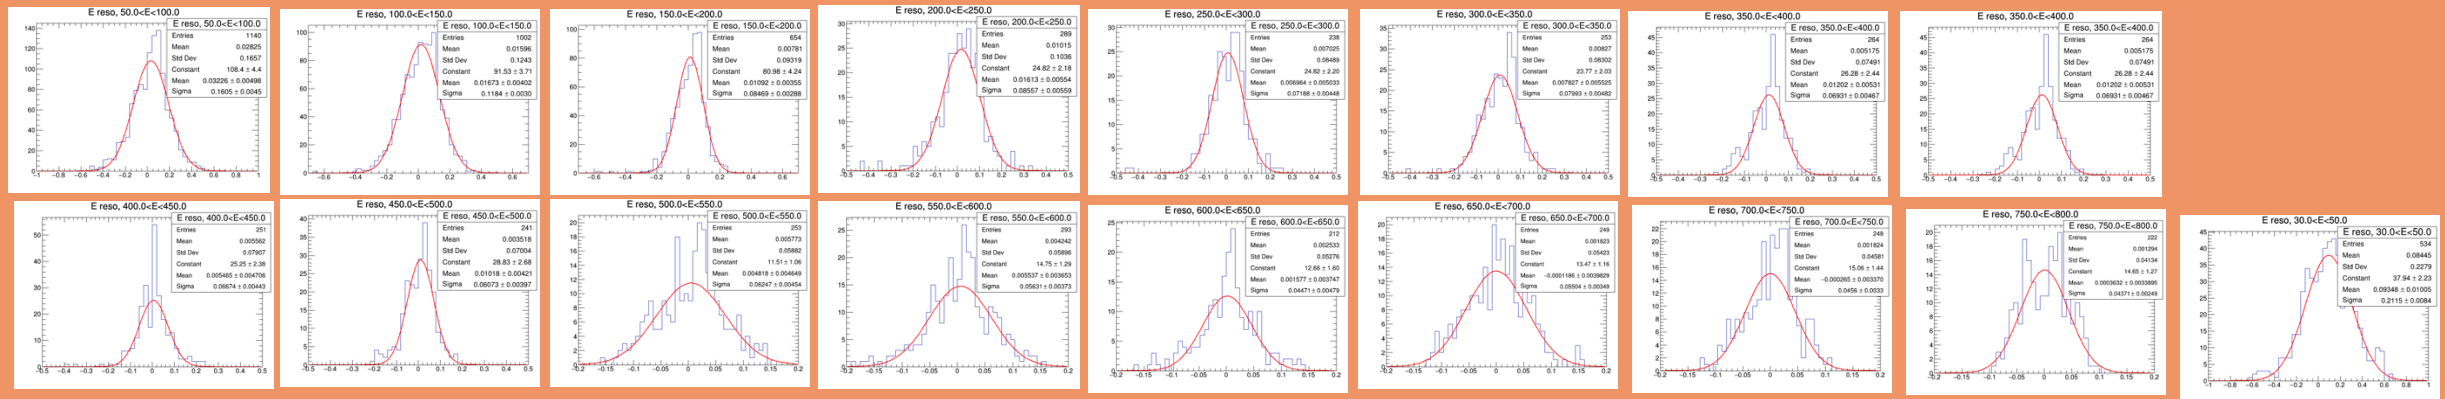 E reso, 50.0<E<100.0
E reso, 50.0<E<100.0
Entries 1140
Mean 0.02825
Std Dev 0.1657
Constant 108.4 ± 4.4
Mean 0.03226 ± 0.00498
Sigma 0.1605 ± 0.0045
E reso, 100.0<E<150.0
E reso, 100.0<E<150.0
Entries 1002
Mean 0.01596
Std Dev 0.1243
Constant 91.53 ± 3.71
Mean 0.01673 ± 0.00402
Sigma 0.1184 ± 0.0030
E reso, 150.0<E<200.0
E reso, 150.0<E<200.0
Entries 654
Mean 0.00781
Std Dev 0.09319
Constant 80.98 ± 4.24
Mean 0.01092 ± 0.00355
Sigma 0.08469 ± 0.00288
E reso, 200.0<E<250.0
E reso, 200.0<E<250.0
Entries 289
Mean 0.01015
Std Dev 0.1036
Constant 24.82 ± 2.18
Mean 0.01613 ± 0.00554
Sigma 0.08557 ± 0.00559
E reso, 250.0<E<300.0
E reso, 250.0<E<300.0
Entries 238
Mean 0.007025
Std Dev 0.08489
Constant 24.82 ± 2.20
Mean 0.006964 ± 0.005033
Sigma 0.07188 ± 0.00448
E reso, 300.0<E<350.0
E reso, 300.0<E<350.0
Entries 253
Mean 0.00827
Std Dev 0.08302
Constant 23.77 ± 2.03
Mean 0.007827 ± 0.005525
Sigma 0.07993 ± 0.00482
E reso, 350.0<E<400.0
E reso, 350.0<E<400.0
Entries 264
Mean 0.005175
Std Dev 0.07491
Constant 26.28 ± 2.44
Mean 0.01202 ± 0.00531
Sigma 0.06931 ± 0.00467
E reso, 350.0<E<400.0
E reso, 350.0<E<400.0
Entries 264
Mean 0.005175
Std Dev 0.07491
Constant 26.28 ± 2.44
Mean 0.01202 ± 0.00531
Sigma 0.06931 ± 0.00467
E reso, 400.0<E<450.0
E reso, 400.0<E<450.0
Entries 251
Mean 0.005562
Std Dev 0.07907
Constant 25.25 ± 2.38
Mean 0.005465 ± 0.004706
Sigma 0.06674 ± 0.00443
E reso, 450.0<E<500.0
E reso, 450.0<E<500.0
Entries 241
Mean 0.003518
Std Dev 0.07004
Constant 28.83 ± 2.68
Mean 0.01018 ± 0.00421
Sigma 0.06073 ± 0.00397
E reso, 500.0<E<550.0
E reso, 500.0<E<550.0
Entries 253
Mean 0.005773
Std Dev 0.05882
Constant 11.51 ± 1.06
Mean 0.004818 ± 0.004649
Sigma 0.06247 ± 0.00454
E reso, 550.0<E<600.0
E reso, 550.0<E<600.0
Entries 293
Mean 0.004242
Std Dev 0.05896
Constant 14.75 ± 1.29
Mean 0.005537 ± 0.003653
Sigma 0.05631 ± 0.00373
E reso, 600.0<E<650.0
E reso, 600.0<E<650.0
Entries 212
Mean 0.002533
Std Dev 0.05276
Constant 12.66 ± 1.60
Mean 0.001577 ± 0.003747
Sigma 0.04471 ± 0.00479
E reso, 650.0<E<700.0
E reso, 650.0<E<700.0
Entries 249
Mean 0.001823
Std Dev 0.05423
Constant 13.47 ± 1.16
Mean −0.0001186 ± 0.0039829
Sigma 0.05504 ± 0.00349
E reso, 700.0<E<750.0
E reso, 700.0<E<750.0
Entries 248
Mean 0.001824
Std Dev 0.04581
Constant 15.06 ± 1.44
Mean −0.000265 ± 0.003370
Sigma 0.0456 ± 0.0033
E reso, 750.0<E<800.0
E reso, 750.0<E<800.0
Entries 222
Mean 0.001294
Std Dev 0.04134
Constant 14.65 ± 1.27
Mean 0.0003632 ± 0.0033895
Sigma 0.04371 ± 0.00249
E reso, 30.0<E<50.0
E reso, 30.0<E<50.0
Entries 534
Mean 0.08445
Std Dev 0.2279
Constant 37.94 ± 2.23
Mean 0.09348 ± 0.01005
Sigma 0.2115 ± 0.0084